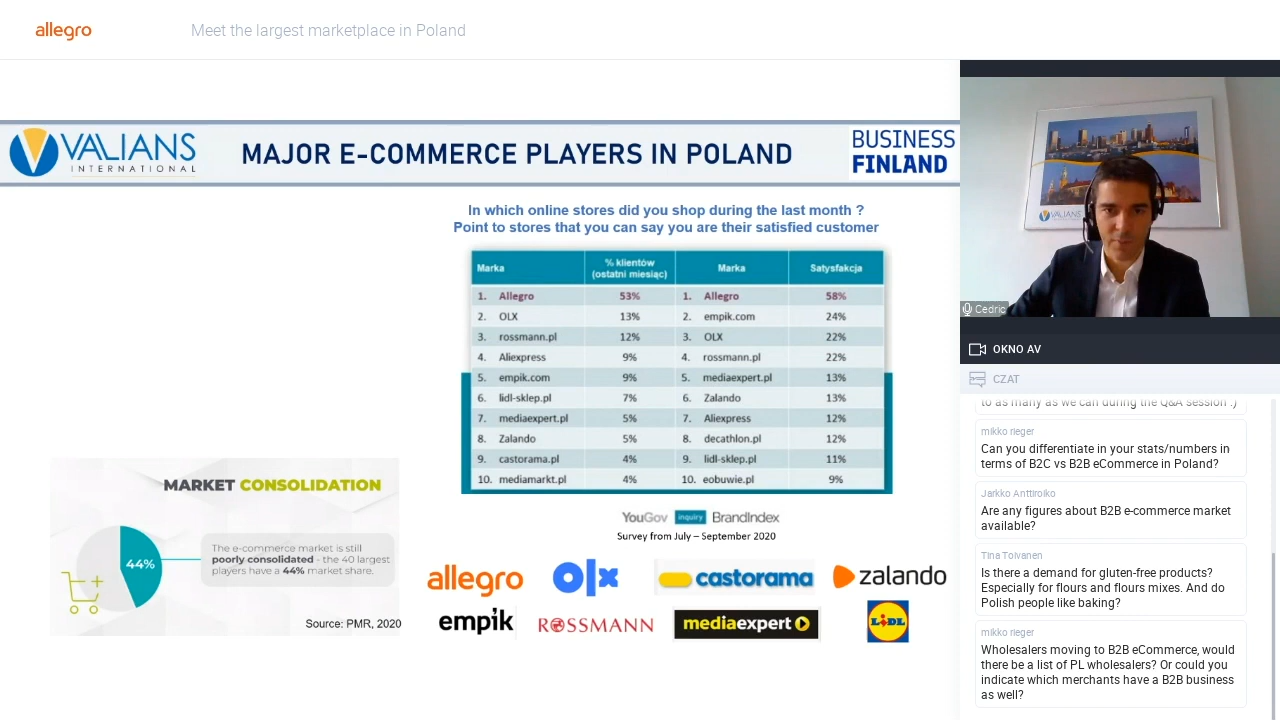 allegro
Meet the largest marketplace in Poland
VALIANS
INTERNATIONAL
MAJOR E-COMMERCE PLAYERS IN POLAND
BUSINESS
FINLAND
In which online stores did you shop during the last month ?
Point to stores that you can say you are their satisfied customer
Marka % klientów (ostatni miesiąc) Marka Satysfakcja
1. Allegro 53% 1. Allegro 58%
2. OLX 13% 2. empik.com 24%
3. rossmann.pl 12% 3. OLX 22%
4. Aliexpress 9% 4. rossmann.pl 22%
5. empik.com 9% 5. mediaexpert.pl 13%
6. lidl-sklep.pl 7% 6. Zalando 13%
7. mediaexpert.pl 5% 7. Aliexpress 12%
8. Zalando 5% 8. decathlon.pl 12%
9. castorama.pl 4% 9. lidl-sklep.pl 11%
10. mediamarkt.pl 4% 10. eobuwie.pl 9%
YouGov inquiry BrandIndex
Survey from July – September 2020
MARKET CONSOLIDATION
44%
The e-commerce market is still
poorly consolidated - the 40 largest
players have a 44% market share.
Source: PMR, 2020
allegro olx castorama zalando
empik ROSSMANN mediaexpert LIDL
VALIANS
Cedric
OKNO AV
CZAT
to as many as we can during the Q&A session :)
mikko rieger
Can you differentiate in your stats/numbers in
terms of B2C vs B2B eCommerce in Poland?
Jarkko Anttiroiko
Are any figures about B2B e-commerce market
available?
Tina Toivanen
Is there a demand for gluten-free products?
Especially for flours and flours mixes. And do
Polish people like baking?
mikko rieger
Wholesalers moving to B2B eCommerce, would
there be a list of PL wholesalers? Or could you
indicate which merchants have a B2B business
as well?